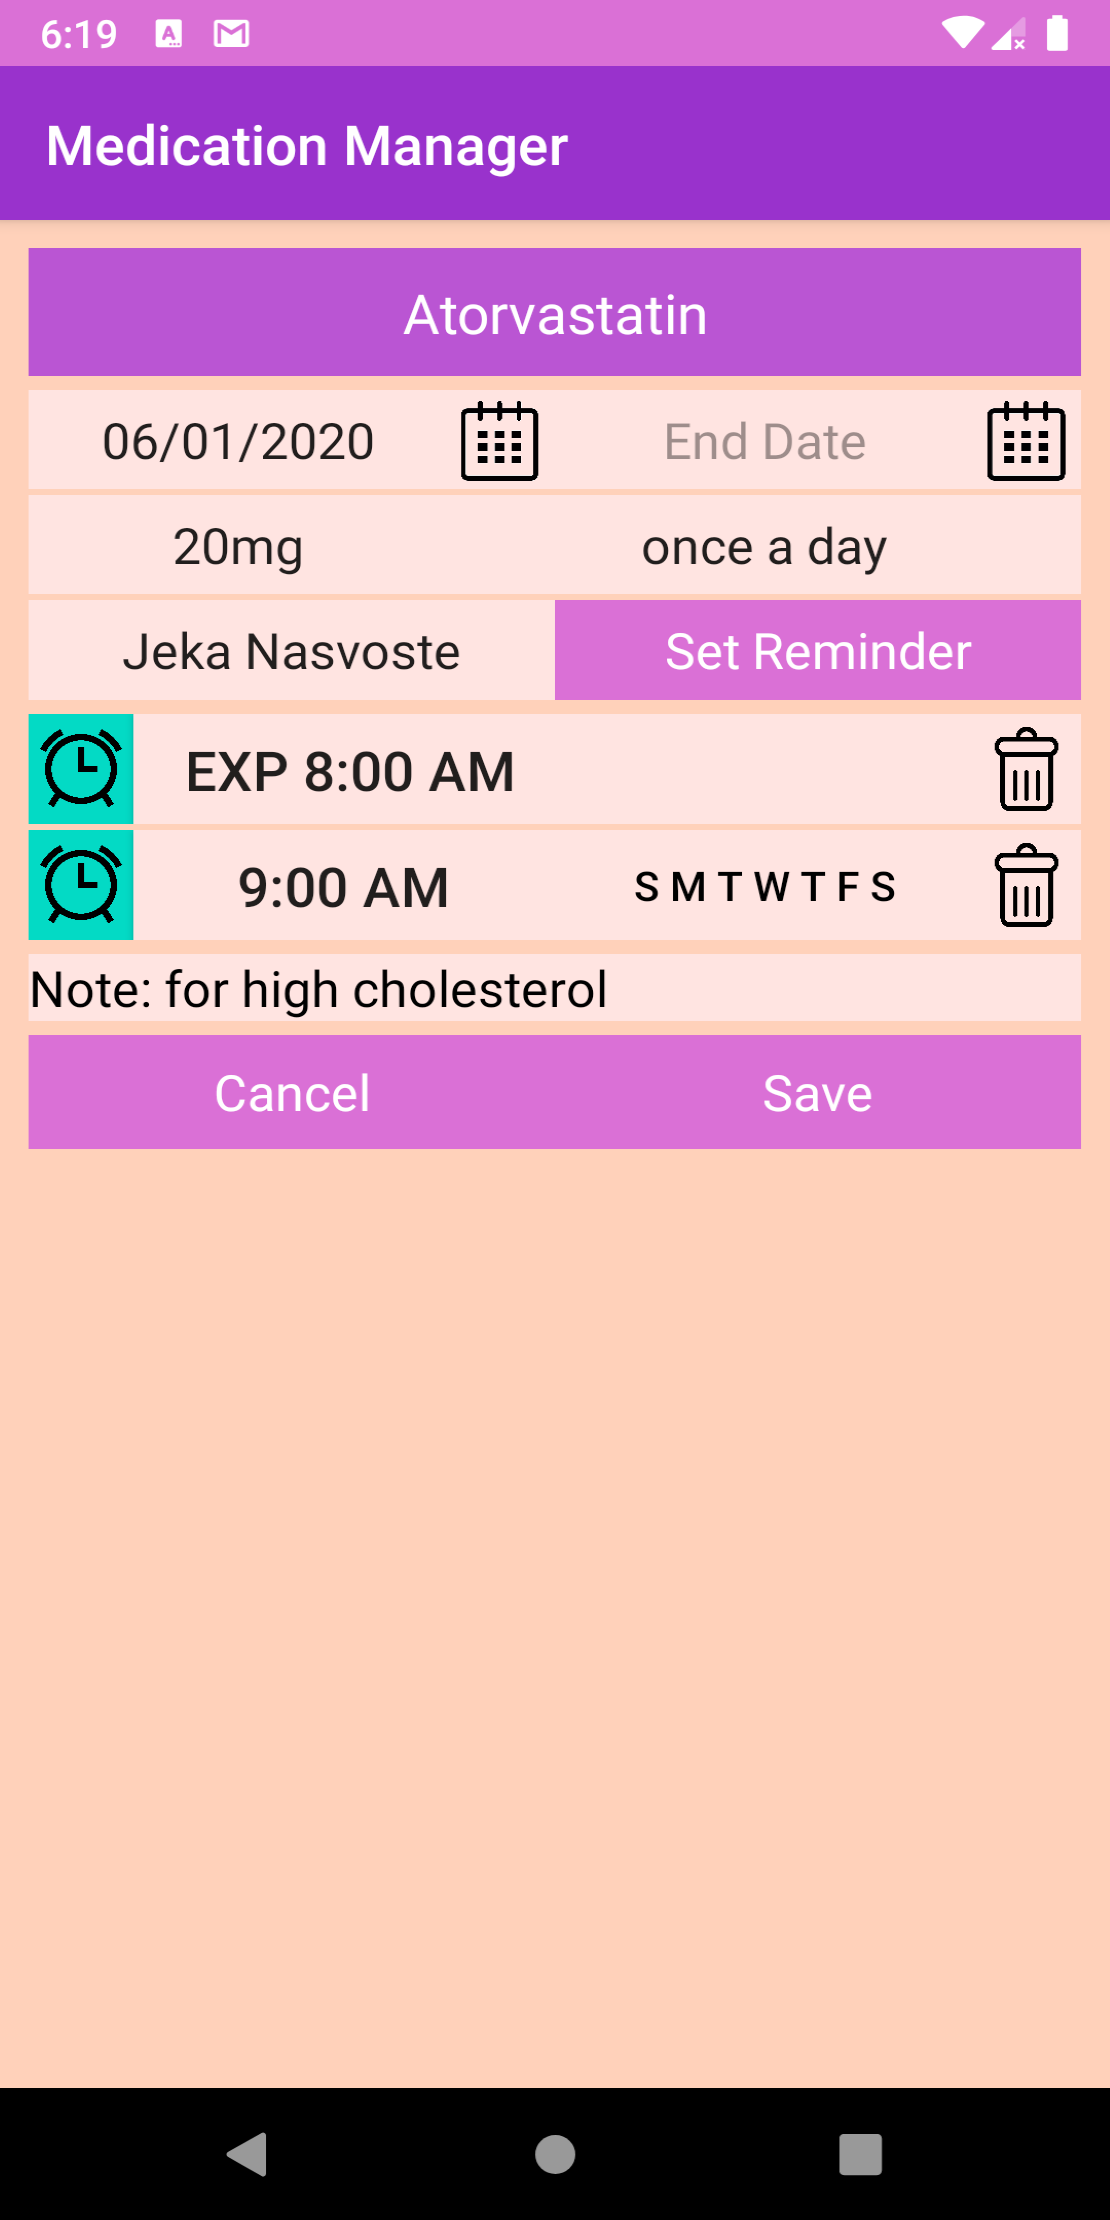 6:19
Medication Manager
Atorvastatin
06/01/2020 End Date
20mg once a day
Jeka Nasvoste Set Reminder
EXP 8:00 AM
9:00 AM S M T W T F S
Note: for high cholesterol
Cancel Save